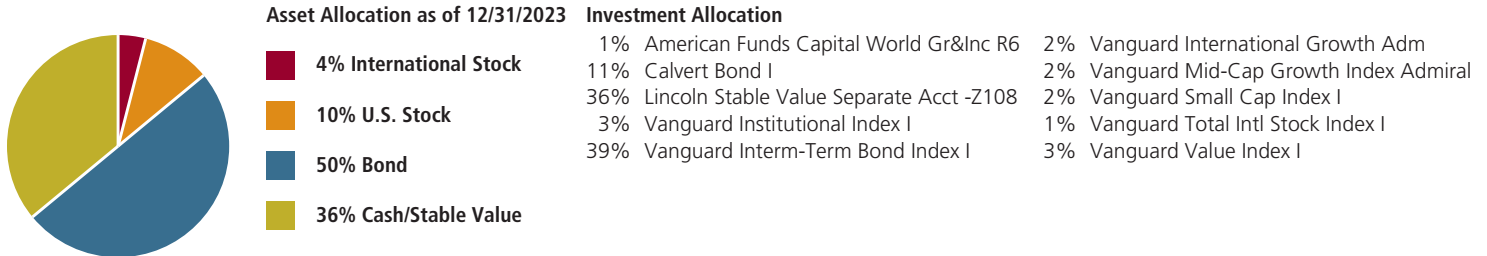 Asset Allocation as of 12/31/2023
4% International Stock
10% U.S. Stock
50% Bond
36% Cash/Stable Value
Investment Allocation
1% American Funds Capital World Gr&Inc R6
11% Calvert Bond I
36% Lincoln Stable Value Separate Acct -Z108
3% Vanguard Institutional Index I
39% Vanguard Interm-Term Bond Index I
2% Vanguard International Growth Adm
2% Vanguard Mid-Cap Growth Index Admiral
2% Vanguard Small Cap Index I
1% Vanguard Total Intl Stock Index I
3% Vanguard Value Index I